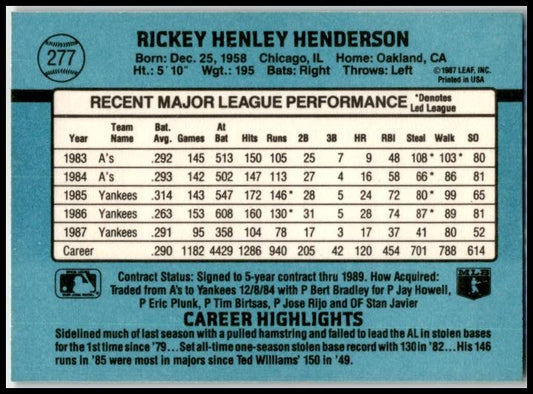 277
RICKEY HENLEY HENDERSON
Born: Dec. 25, 1958 Chicago, IL Home: Oakland, CA
Ht.: 5'10" Wgt.: 195 Bats: Right Throws: Left
©1987 LEAF, INC.
Printed in USA
RECENT MAJOR LEAGUE PERFORMANCE *Denotes Led League
Year Team Name Bat. Avg. Games At Bat Hits Runs 2B 3B HR RBI Steal Walk SO
1983 A's .292 145 513 150 105 25 7 9 48 108* 103* 80
1984 A's .293 142 502 147 113 27 4 16 58 66* 86 81
1985 Yankees .314 143 547 172 146* 28 5 24 72 80* 99 65
1986 Yankees .263 153 608 160 130* 31 5 28 74 87* 89 81
1987 Yankees .291 95 358 104 78 17 3 17 37 41 80 52
Career .290 1182 4429 1286 940 205 42 120 454 701 788 614
Contract Status: Signed to 5-year contract thru 1989. How Acquired:
Traded from A's to Yankees 12/8/84 with P Bert Bradley for P Jay Howell,
P Eric Plunk, P Tim Birtsas, P Jose Rijo and OF Stan Javier
CAREER HIGHLIGHTS
Sidelined much of last season with a pulled hamstring and failed to lead the AL in stolen bases
for the 1st time since '79...Set all-time one-season stolen base record with 130 in '82...His 146
runs in '85 were most in majors since Ted Williams' 150 in '49.